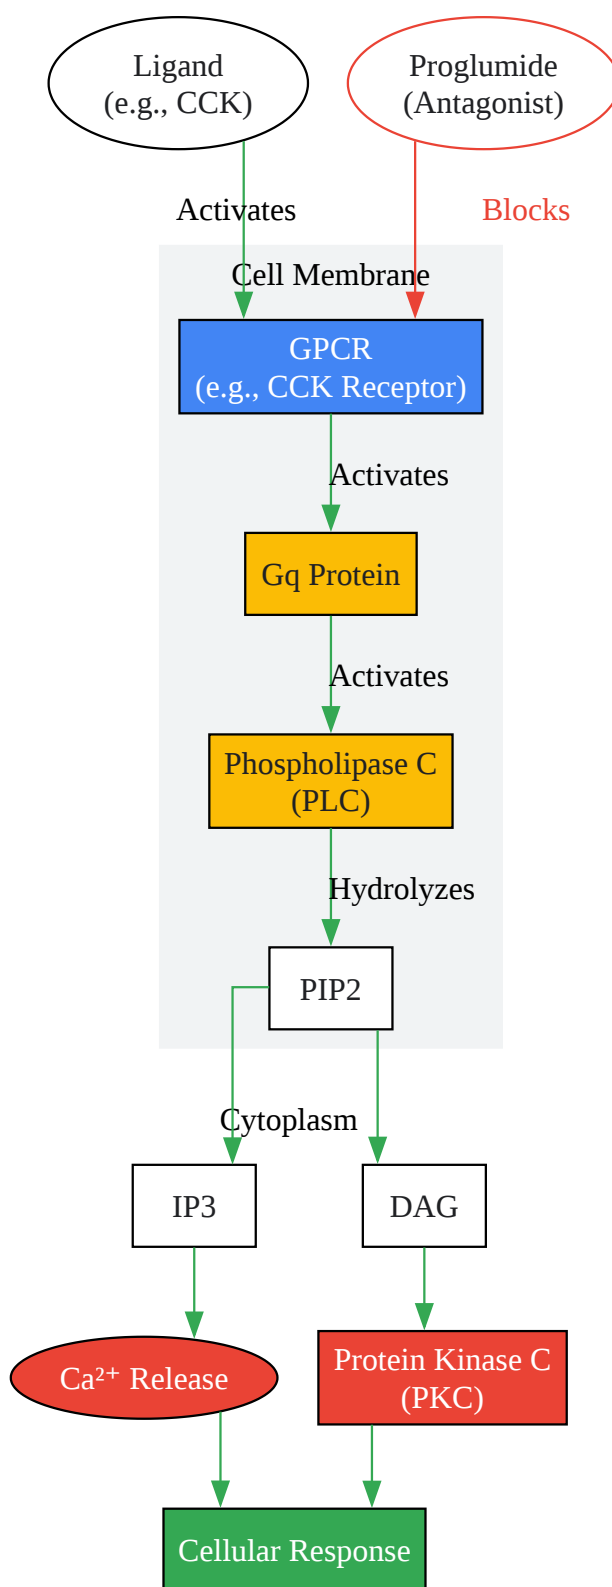 Ligand
(e.g., CCK)
Proglumide
(Antagonist)
Activates
Blocks
Cell Membrane
GPCR
(e.g., CCK Receptor)
Activates
Gq Protein
Activates
Phospholipase C
(PLC)
Hydrolyzes
PIP2
Cytoplasm
IP3
DAG
Ca²⁺ Release
Protein Kinase C
(PKC)
Cellular Response